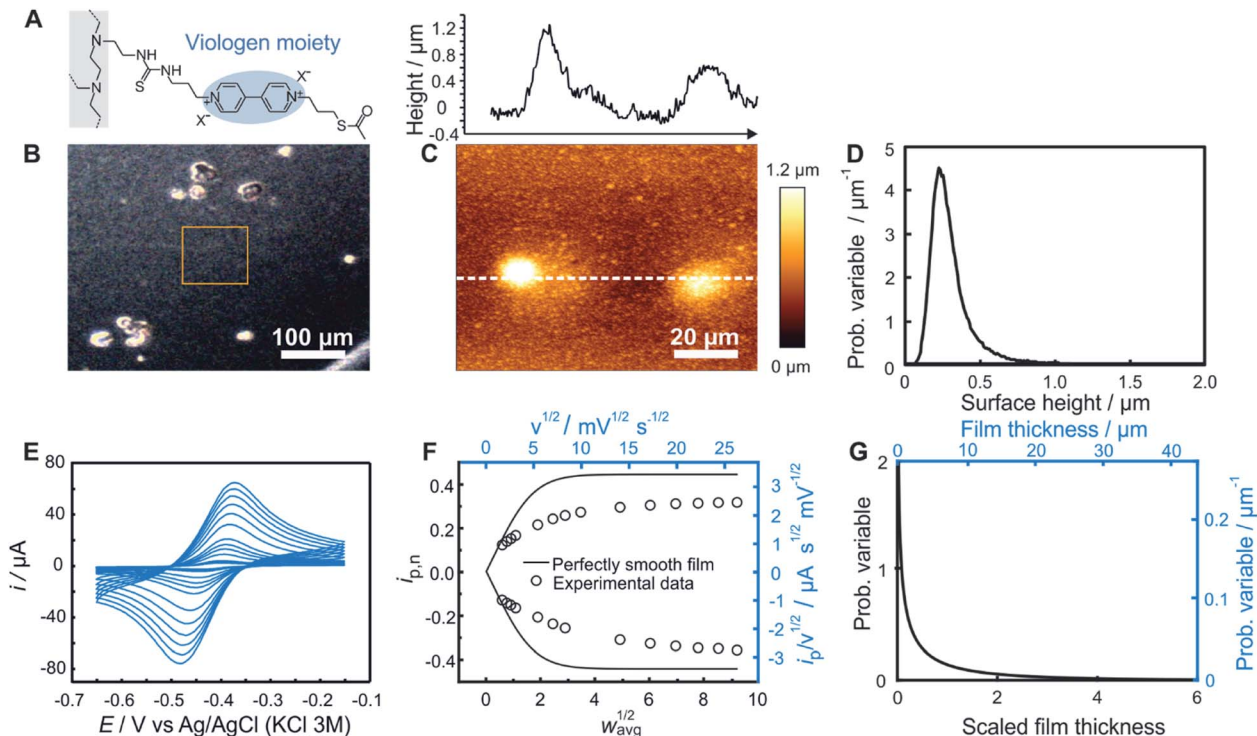 A
Viologen moiety
N
N
NH
S
NH
X⁻
N
+
X⁻
N
+
S
O
Height / µm
1.2
0.8
0.4
0
-0.4
B
100 µm
C
20 µm
1.2 µm
0 µm
D
Prob. variable / µm⁻¹
5
4
3
2
1
0
0
0.5
1.0
1.5
2.0
Surface height / µm
E
i / µA
80
40
0
-40
-80
-0.7
-0.6
-0.5
-0.4
-0.3
-0.2
-0.1
E / V vs Ag/AgCl (KCl 3M)
F
v^1/2 / mV^1/2 s^-1/2
0 5 10 15 20 25
i_p,n
0.4
0.2
0.0
-0.2
-0.4
Perfectly smooth film
Experimental data
3
2
1
0
-1
-2
-3
i_p/v^1/2 / µA s^1/2 mV^-1/2
0 2 4 6 8 10
w_avg^1/2
G
Film thickness / µm
0 10 20 30 40
Prob. variable
2
1
0
0.2
0.1
0
Prob. variable / µm⁻¹
0 2 4 6
Scaled film thickness